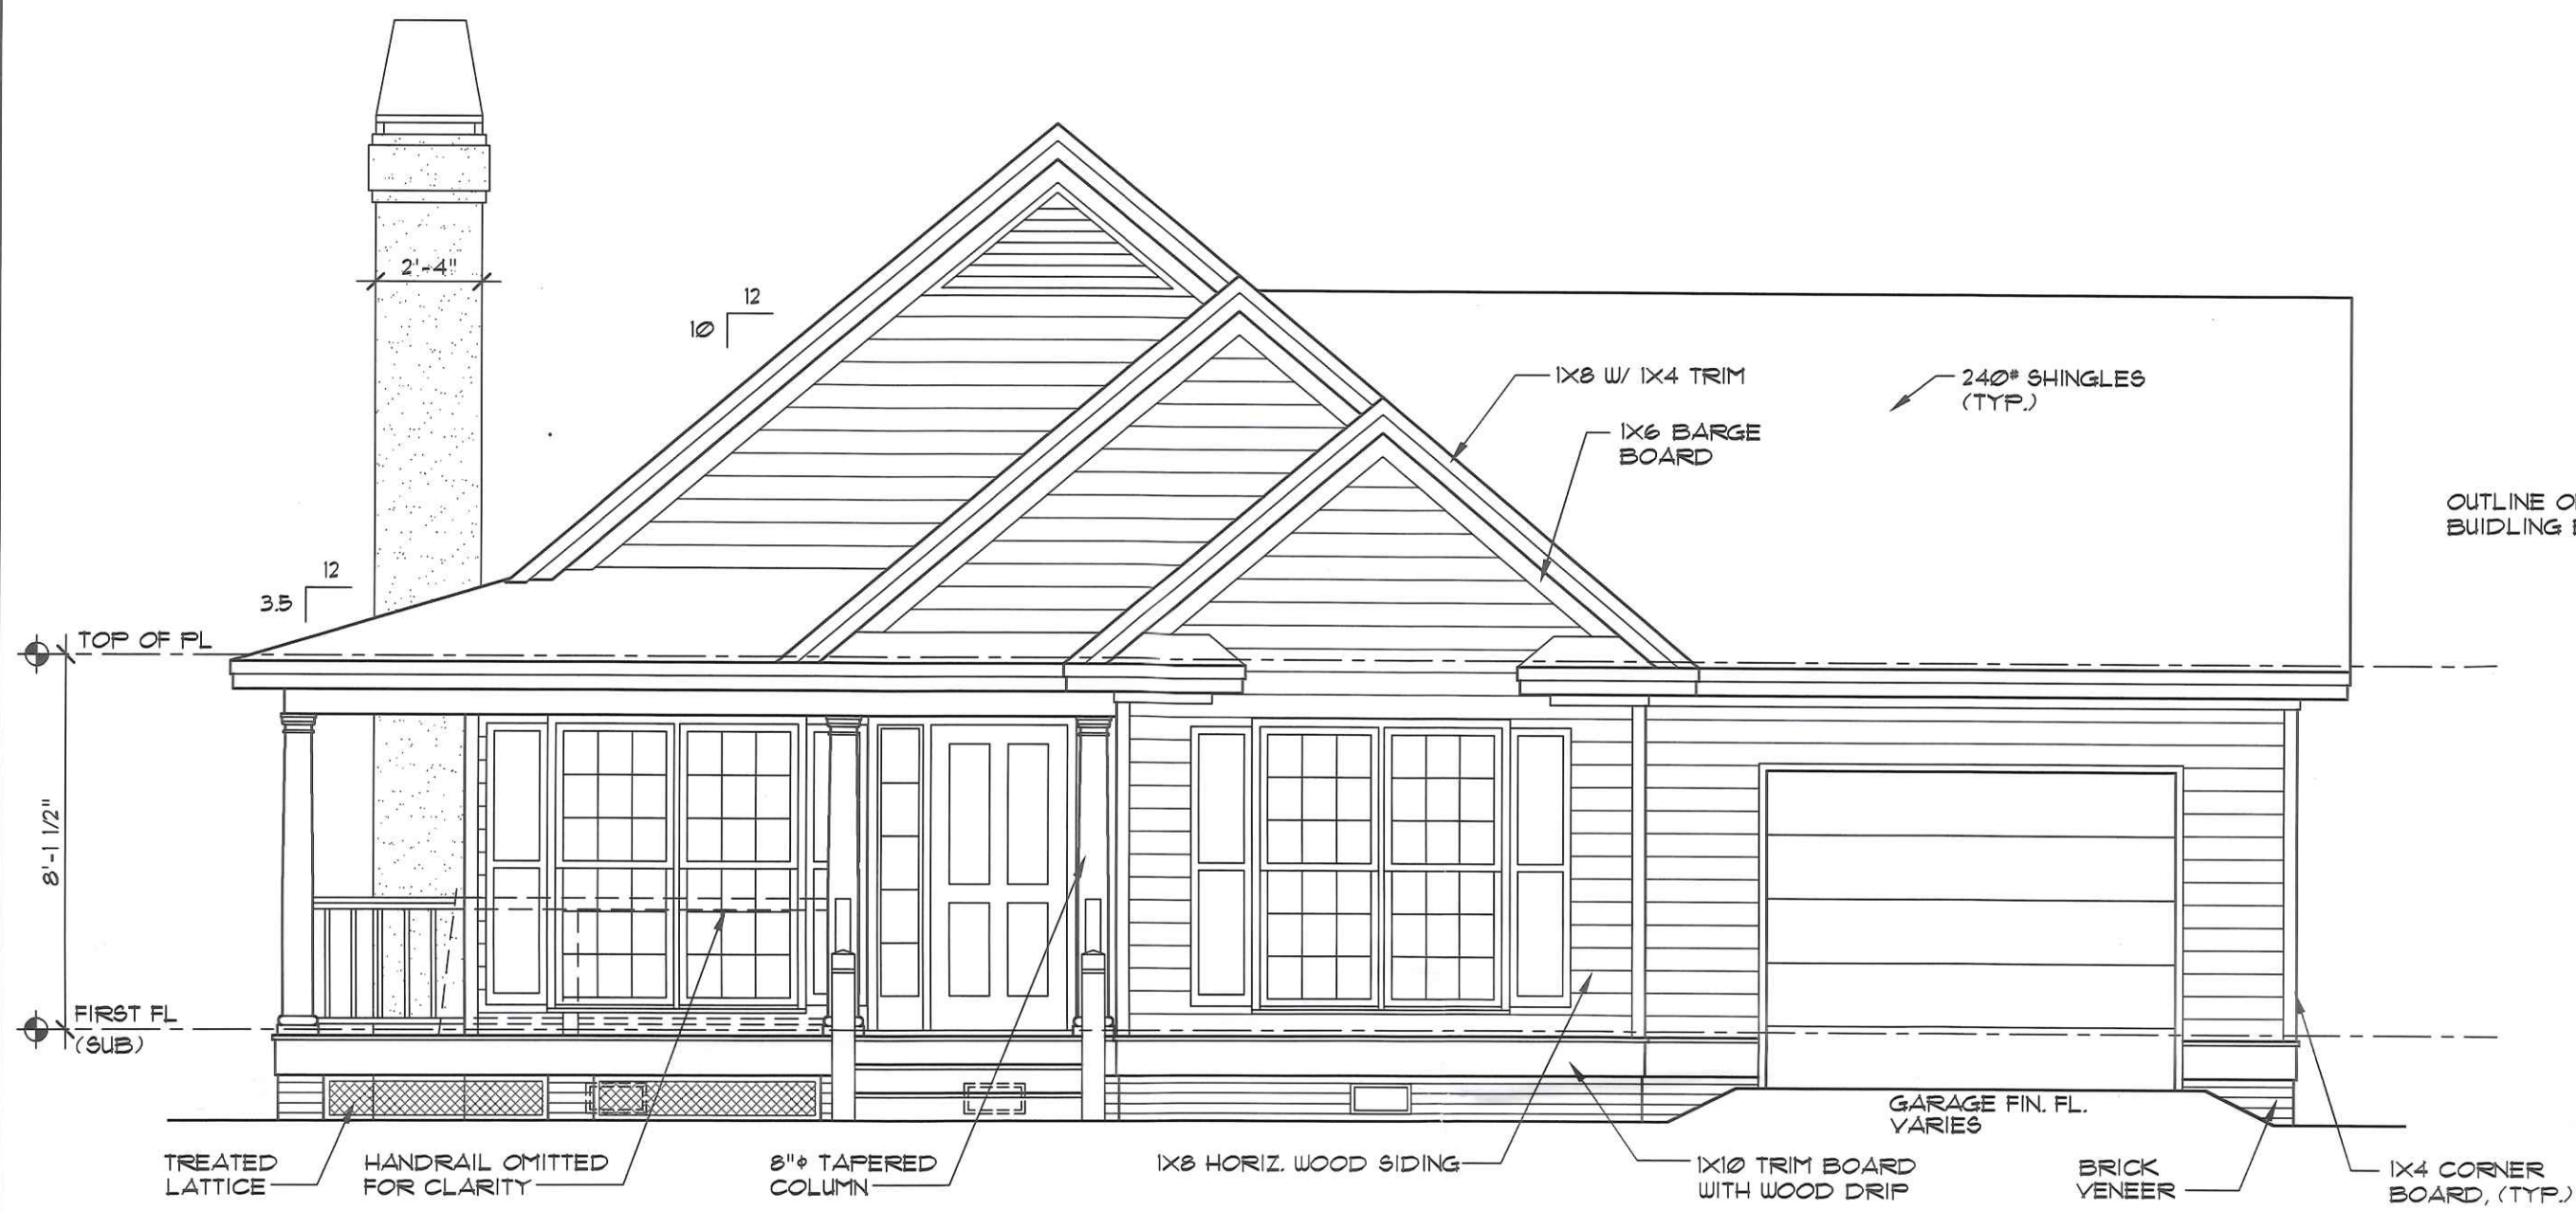 2'-4"
12
10
1X8 W/ 1X4 TRIM
240# SHINGLES
(TYP.)
1X6 BARGE
BOARD
OUTLINE
BUIDLING
12
3.5
TOP OF PL
8'-1 1/2"
FIRST FL
(SUB)
GARAGE FIN. FL.
VARIES
TREATED
LATTICE
HANDRAIL OMITTED
FOR CLARITY
8"ϕ TAPERED
COLUMN
1X8 HORIZ. WOOD SIDING
1X10 TRIM BOARD
WITH WOOD DRIP
BRICK
VENEER
1X4 CORNER
BOARD, (TYP.)